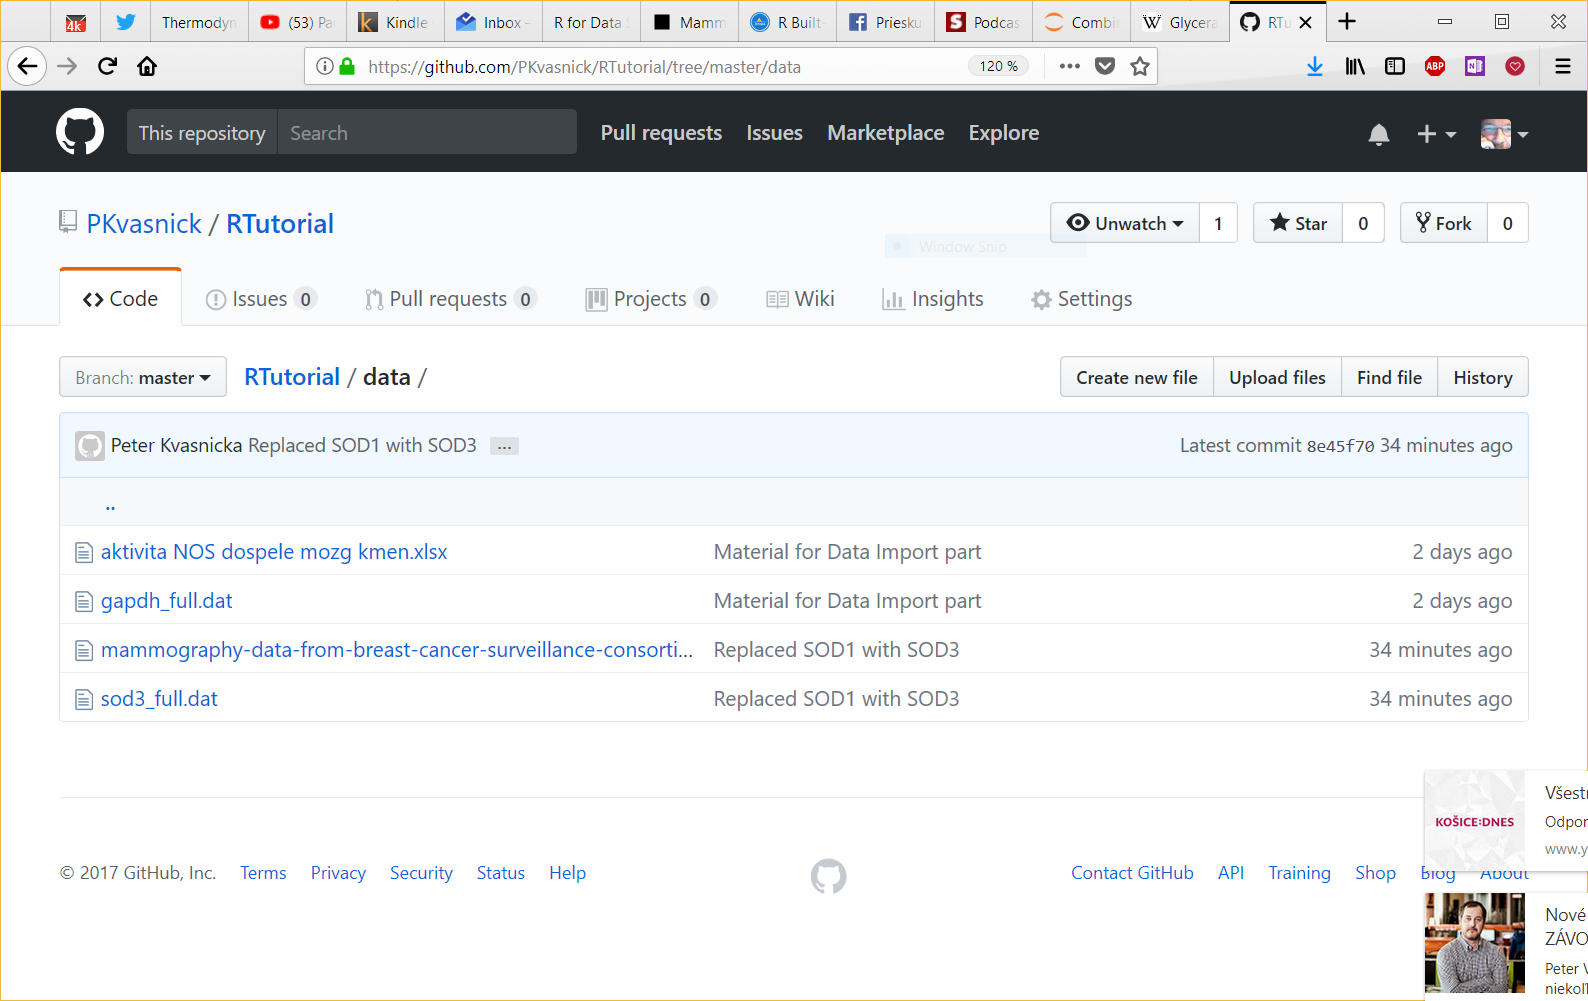 4k Thermodyn (53) Pa Kindle Inbox – R for Data S Mamm R Built- Priesku Podcas Combin W Glycera RTu
https://github.com/PKvasnick/RTutorial/tree/master/data 120 % ABP N
This repository Search Pull requests Issues Marketplace Explore
PKvasnick / RTutorial Unwatch 1 Star 0 Fork 0
Window Snip
Code Issues 0 Pull requests 0 Projects 0 Wiki Insights Settings
Branch: master RTutorial / data / Create new file Upload files Find file History
Peter Kvasnicka Replaced SOD1 with SOD3 … Latest commit 8e45f70 34 minutes ago
..
aktivita NOS dospele mozg kmen.xlsx Material for Data Import part 2 days ago
gapdh_full.dat Material for Data Import part 2 days ago
mammography-data-from-breast-cancer-surveillance-consorti... Replaced SOD1 with SOD3 34 minutes ago
sod3_full.dat Replaced SOD1 with SOD3 34 minutes ago
KOŠICE:DNES Všestr
Odpor
www.y
© 2017 GitHub, Inc. Terms Privacy Security Status Help Contact GitHub API Training Shop Blog About
Nové
ZÁVO
Peter V
niekoľ